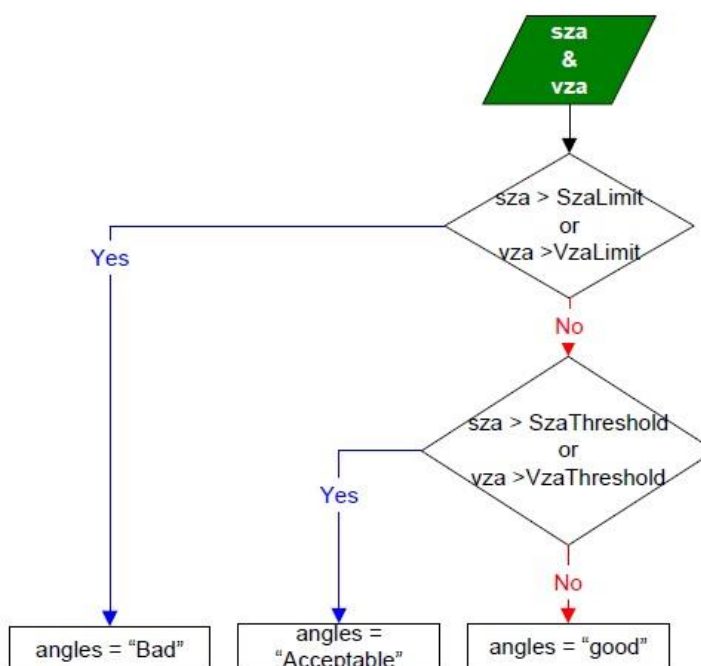 sza
&
vza
sza > SzaLimit
or
vza >VzaLimit
Yes
No
sza > SzaThreshold
or
vza >VzaThreshold
Yes
No
angles = “Bad”
angles =
“Acceptable”
angles = “good”